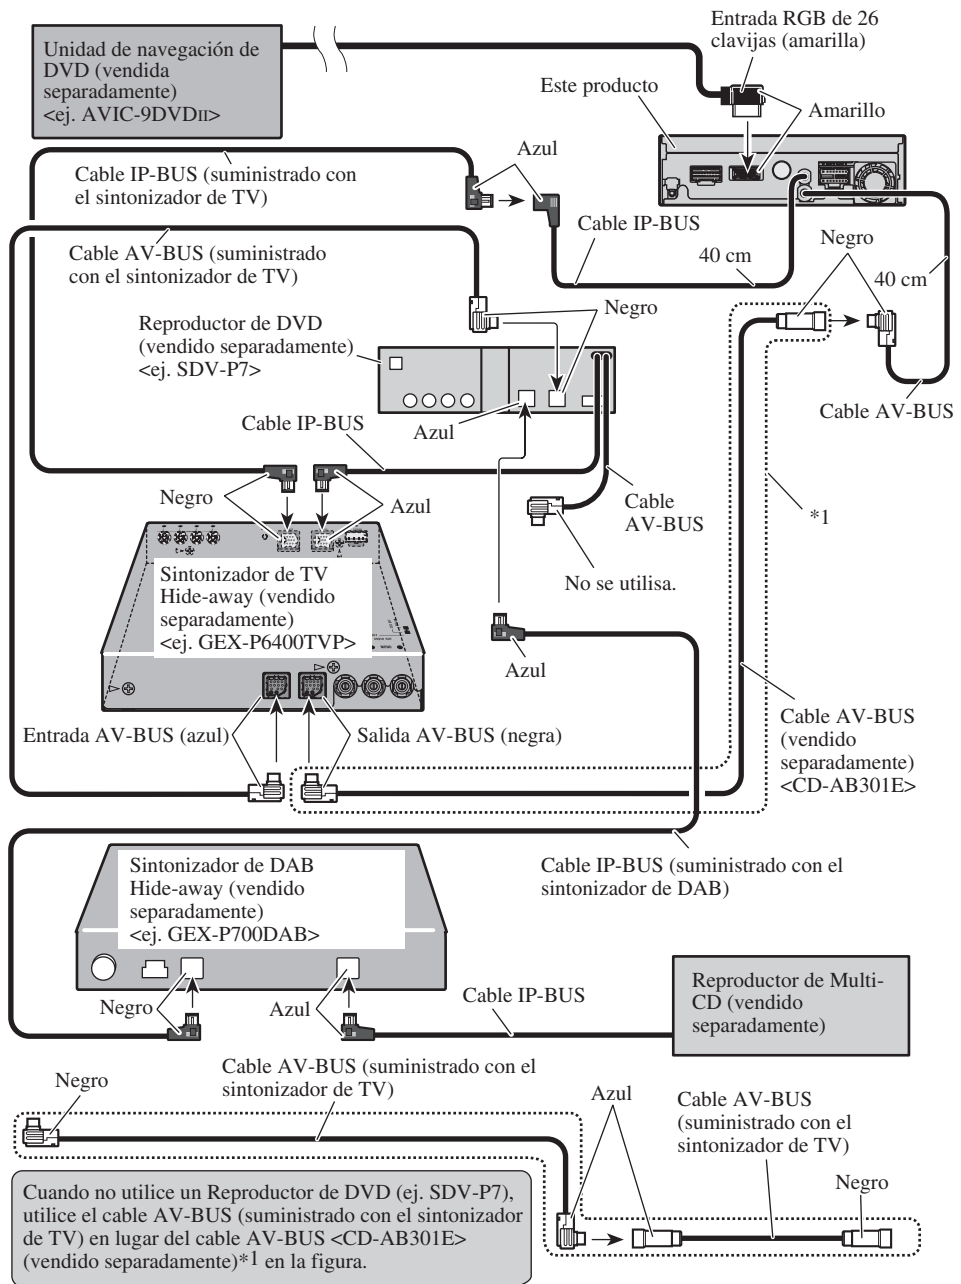 Entrada RGB de 26
clavijas (amarilla)
Unidad de navegación de
DVD (vendida
separadamente)
<ej. AVIC-9DVDII>
Este producto
Amarillo
Azul
Cable IP-BUS (suministrado con
el sintonizador de TV)
Cable IP-BUS
Negro
Cable AV-BUS (suministrado
con el sintonizador de TV)
40 cm
40 cm
Negro
Reproductor de DVD
(vendido separadamente)
<ej. SDV-P7>
Cable AV-BUS
Cable IP-BUS
Azul
Negro
Azul
Cable
AV-BUS
*1
No se utilisa.
Sintonizador de TV
Hide-away (vendido
separadamente)
<ej. GEX-P6400TVP>
Azul
Entrada AV-BUS (azul)
Salida AV-BUS (negra)
Cable AV-BUS
(vendido
separadamente)
<CD-AB301E>
Cable IP-BUS (suministrado con el
sintonizador de DAB)
Sintonizador de DAB
Hide-away (vendido
separadamente)
<ej. GEX-P700DAB>
Negro
Azul
Cable IP-BUS
Reproductor de Multi-
CD (vendido
separadamente)
Cable AV-BUS (suministrado con el
sintonizador de TV)
Negro
Azul
Cable AV-BUS
(suministrado con el
sintonizador de TV)
Negro
Cuando no utilice un Reproductor de DVD (ej. SDV-P7),
utilice el cable AV-BUS (suministrado con el sintonizador
de TV) en lugar del cable AV-BUS <CD-AB301E>
(vendido separadamente)*1 en la figura.